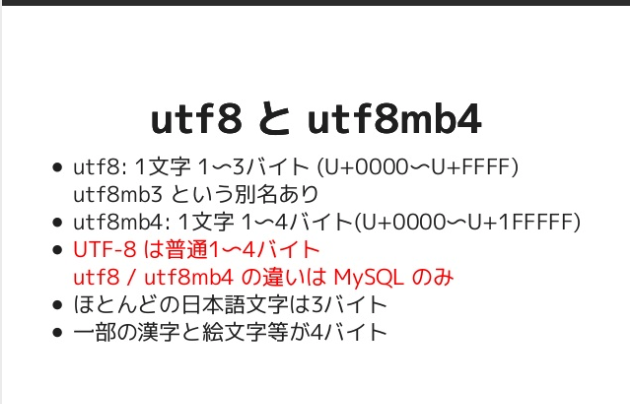 utf8 と utf8mb4
• utf8: 1文字 1〜3バイト (U+0000〜U+FFFF)
utf8mb3 という別名あり
• utf8mb4: 1文字 1〜4バイト(U+0000〜U+1FFFFF)
• UTF-8 は普通1〜4バイト
utf8 / utf8mb4 の違いは MySQL のみ
• ほとんどの日本語文字は3バイト
• 一部の漢字と絵文字等が4バイト